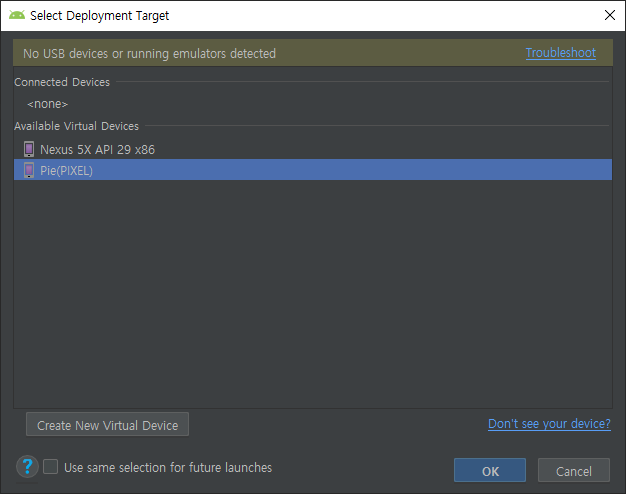 Select Deployment Target
No USB devices or running emulators detected Troubleshoot
Connected Devices
<none>
Available Virtual Devices
Nexus 5X API 29 x86
Pie(PIXEL)
Create New Virtual Device Don't see your device?
? Use same selection for future launches OK Cancel